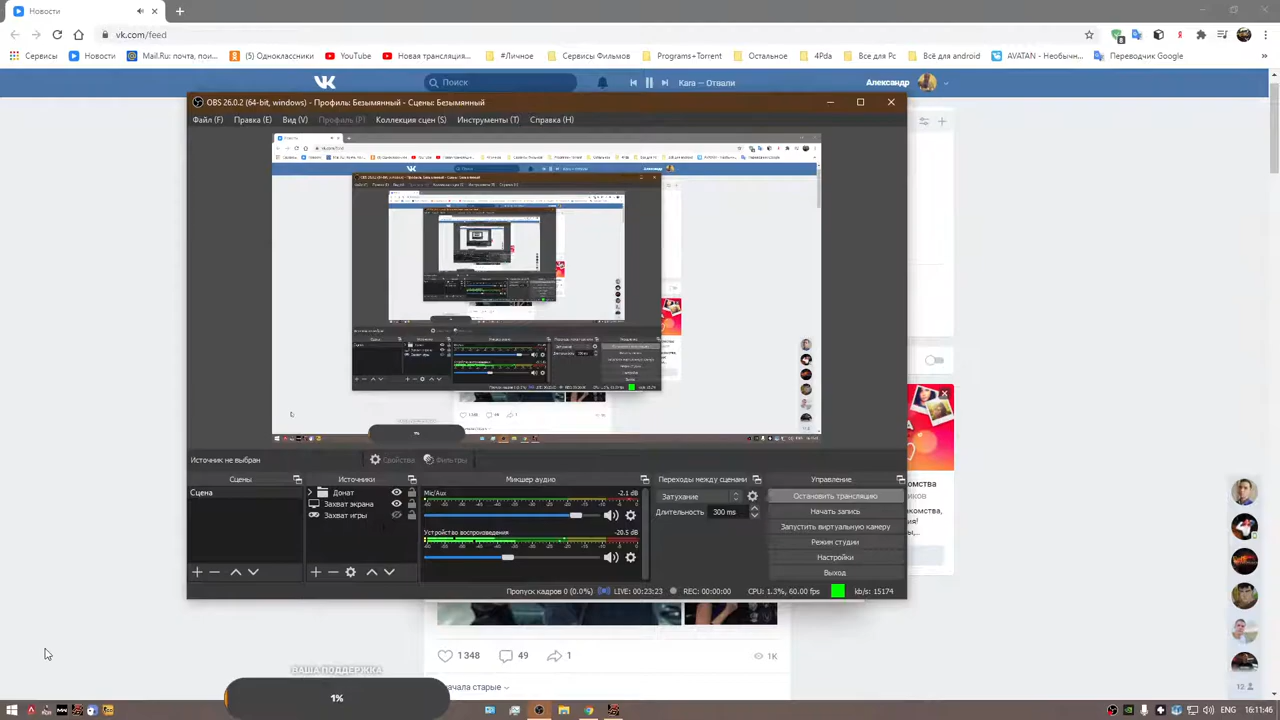 Новости
vk.com/feed
Сервисы
Новости
Mail.Ru: почта, пои...
(5) Одноклассники
YouTube
Новая трансляция...
#Личное
Сервисы Фильмов
Programs+Torrent
Остальное
4Pda
Все для Pc
Всё для android
AVATAN - Необычн...
Переводчик Google
Поиск
Kara — Отвали
Александр
OBS 26.0.2 (64-bit, windows) - Профиль: Безымянный - Сцены: Безымянный
Файл (F)
Правка (E)
Вид (V)
Профиль (P)
Коллекция сцен (S)
Инструменты (T)
Справка (H)
Источник не выбран
Свойства
Фильтры
Сцены
Источники
Микшер аудио
Переходы между сценами
Управление
Сцена
Донат
Захват экрана
Захват игры
Mic/Aux
-2.1 dB
Устройство воспроизведения
-20.5 dB
Затухание
Длительность
300 ms
Остановить трансляцию
Начать запись
Запустить виртуальную камеру
Режим студии
Настройки
Выход
Пропуск кадров 0 (0.0%)
LIVE: 00:23:23
REC: 00:00:00
CPU: 1.3%, 60.00 fps
kb/s: 15174
1 348
49
1
1K
ачала старые
ВАША ПОДДЕРЖКА
1%
12
ENG
16:11:46